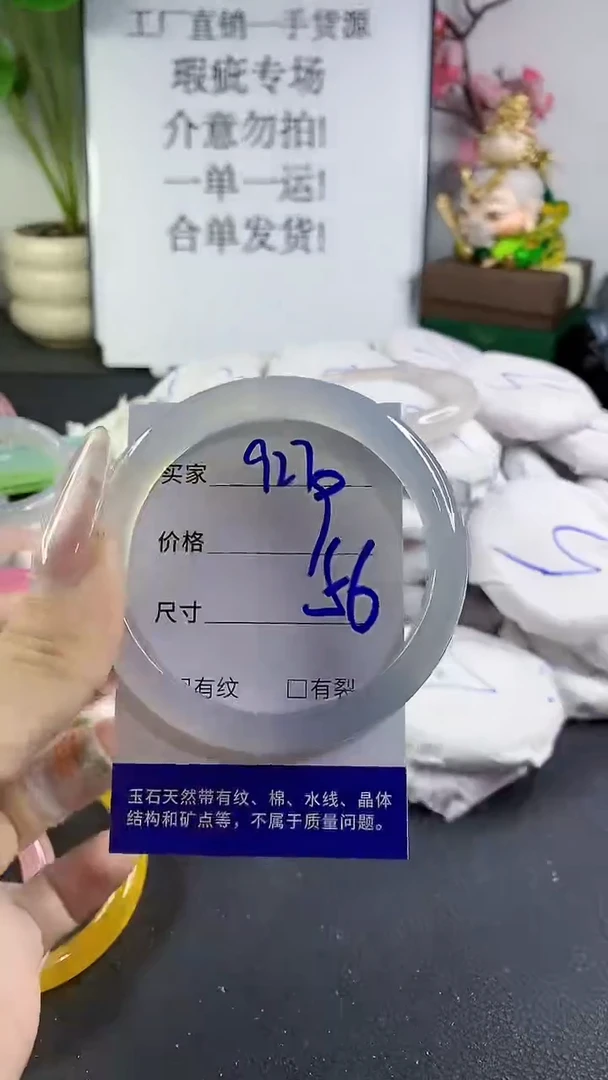 工厂直销一手货源
瑕疵专场
介意勿拍!
一单一运!
合单发货!
买家
价格
尺寸 56
有纹 □有裂
玉石天然带有纹、棉、水线、晶体
结构和矿点等，不属于质量问题。